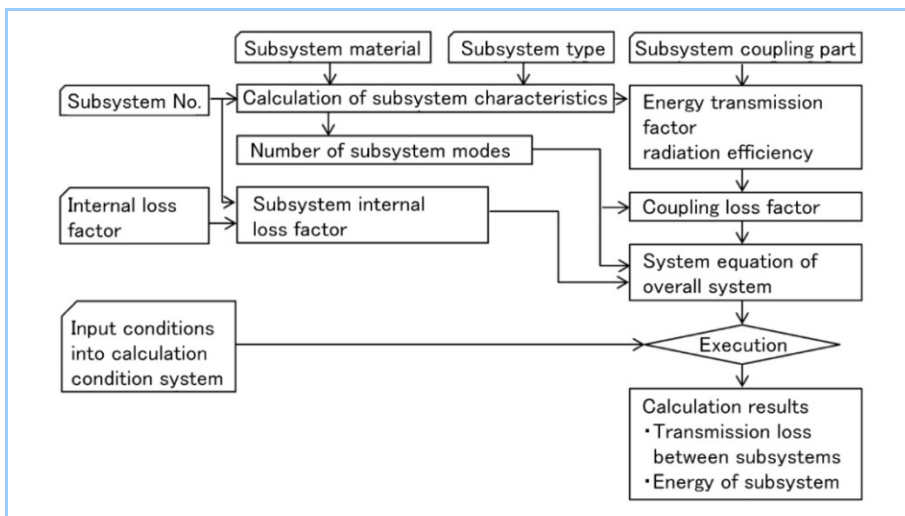 Subsystem material
Subsystem type
Subsystem coupling part
Subsystem No.
Calculation of subsystem characteristics
Energy transmission
factor
radiation efficiency
Number of subsystem modes
Internal loss
factor
Subsystem internal
loss factor
Coupling loss factor
System equation of
overall system
Input conditions
into calculation
condition system
Execution
Calculation results
・Transmission loss
between subsystems
・Energy of subsystem